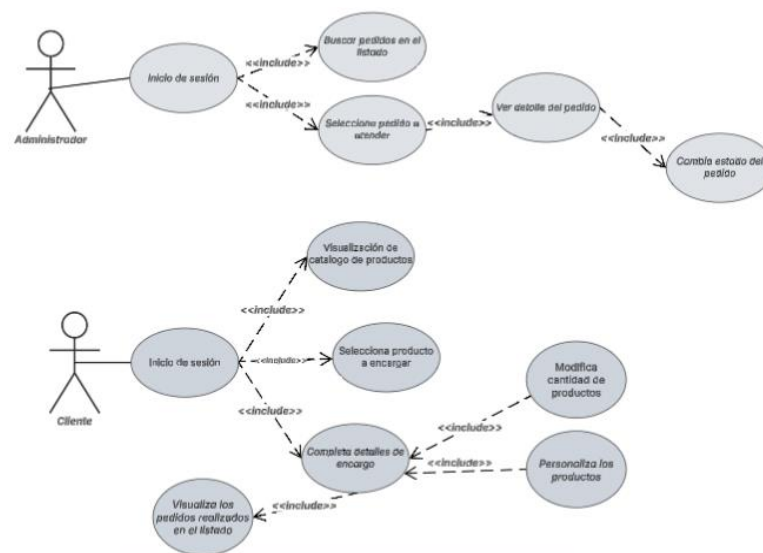 Buscar pedidos en el
listado
<<include>>
Inicio de sesión
<<include>>
Selecciona pedido a
atender
<<include>>
Ver detalle del pedido
<<include>>
Cambia estado del
pedido
Administrador
Visualización de
catalogo de productos
<<include>>
Inicio de sesión
<<include>>
Selecciona producto
a encargar
Modifica
cantidad de
productos
Cliente
<<include>>
Completa detalles de
encargo
<<include>>
<<include>>
Personaliza los
productos
Visualiza los
pedidos realizados
en el listado
<<include>>